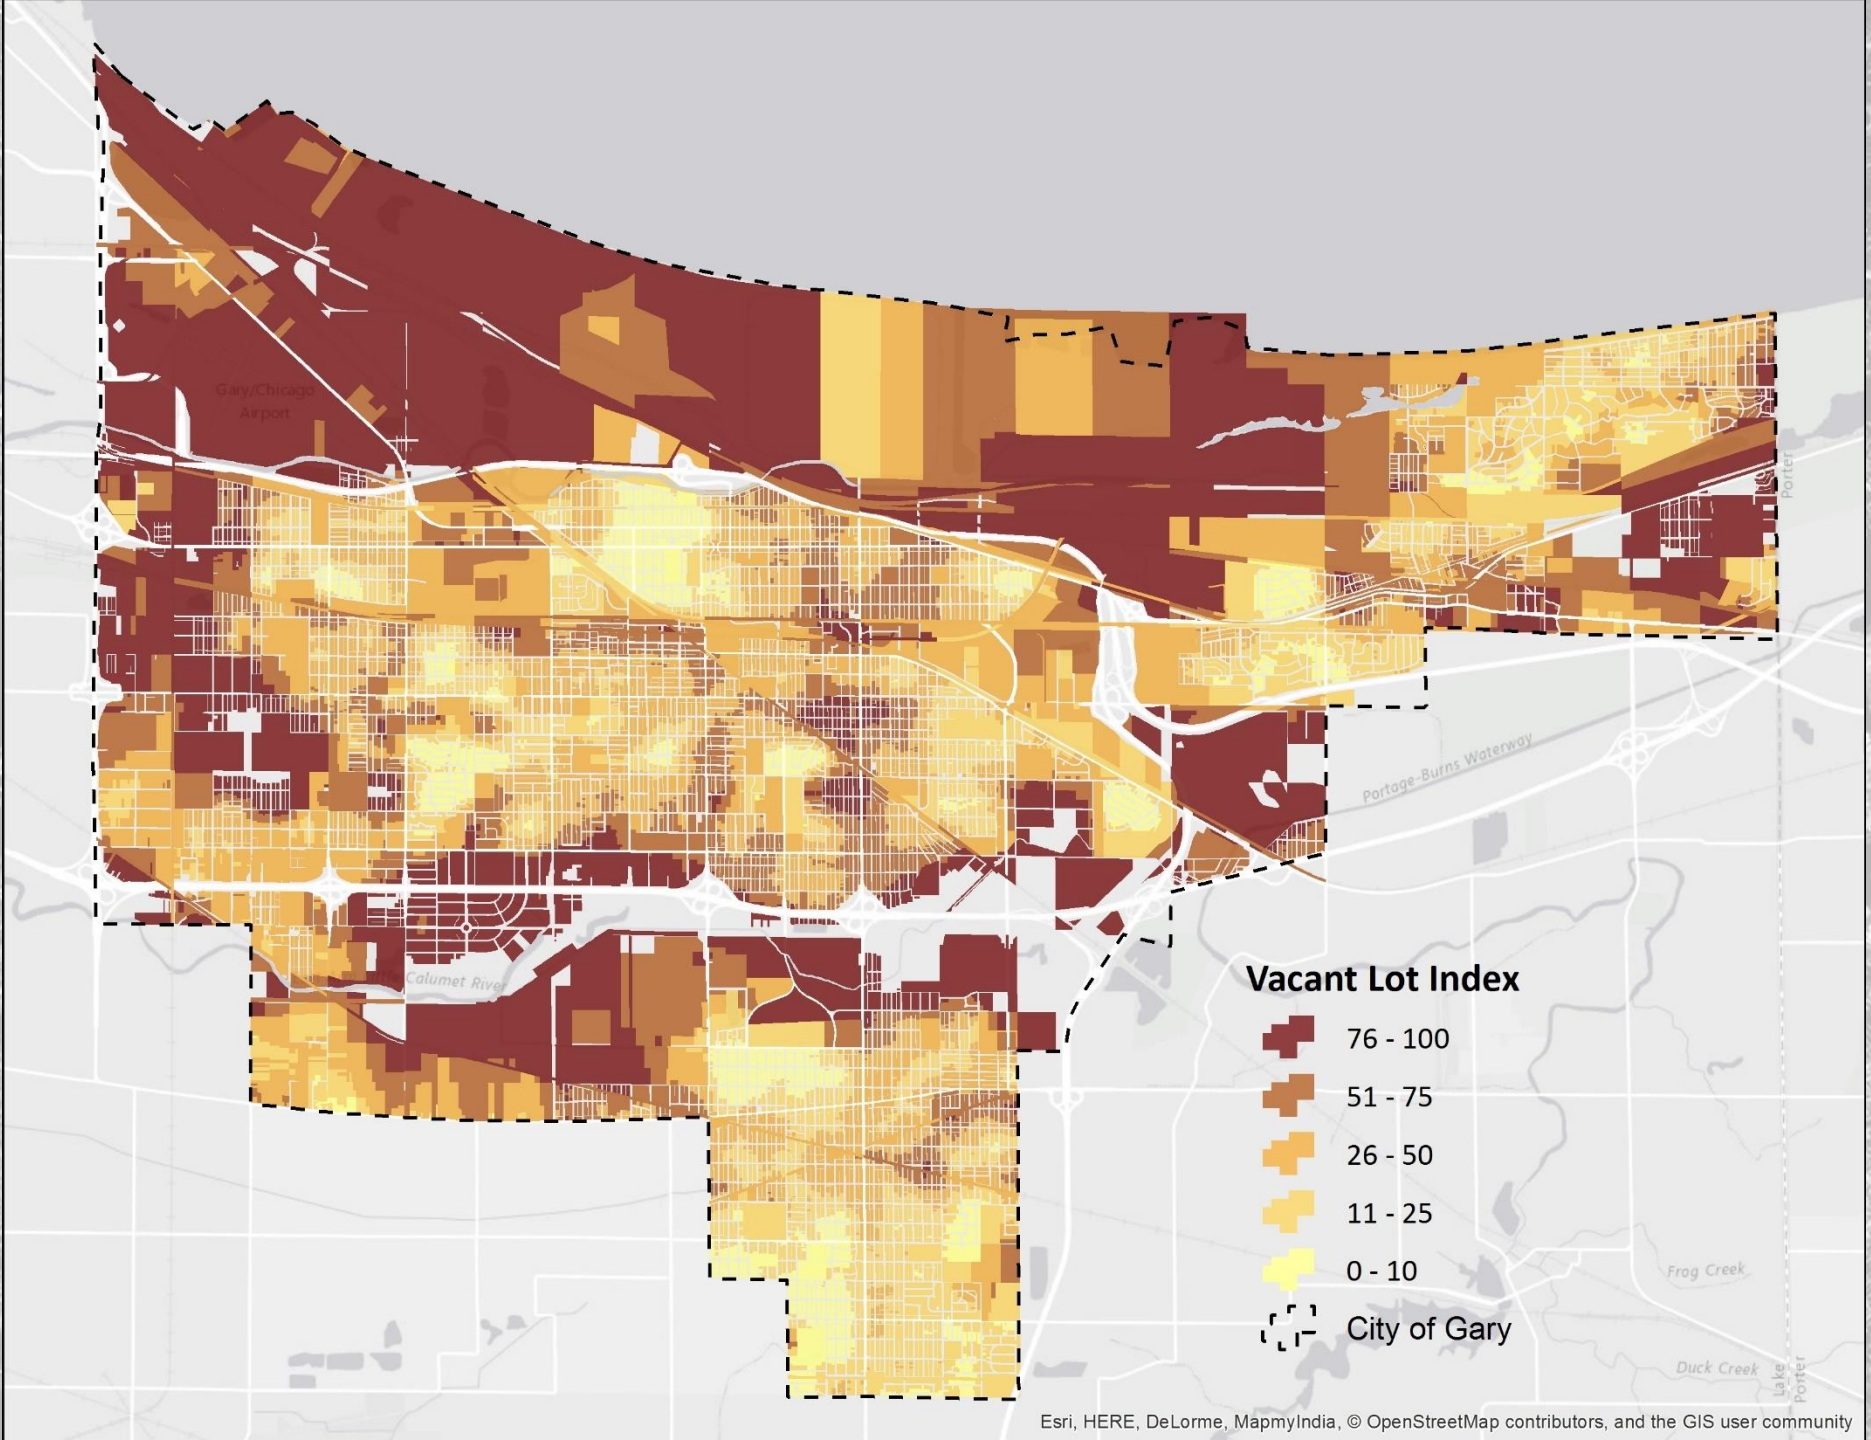 Gary/Chicago
Airport
Porter
Portage-Burns Waterway
Calumet River
Vacant Lot Index
76 - 100
51 - 75
26 - 50
11 - 25
0 - 10
City of Gary
Frog Creek
Duck Creek
Lake
Porter
Esri, HERE, DeLorme, MapmyIndia, © OpenStreetMap contributors, and the GIS user community